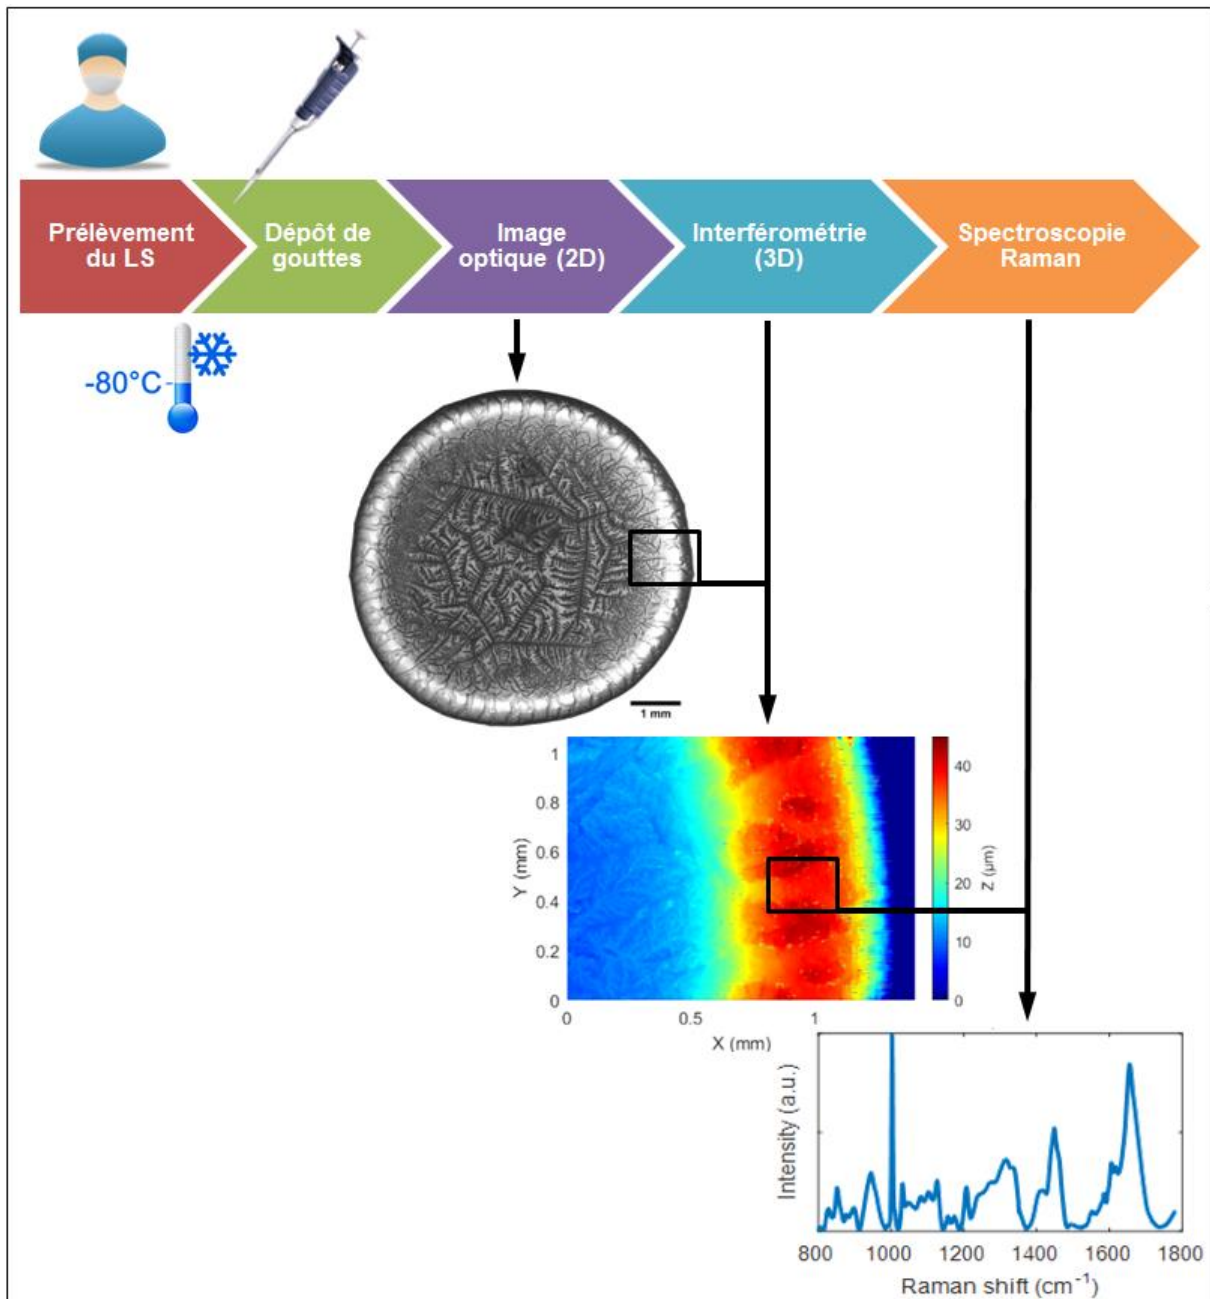 Prélèvement
du LS
Dépôt de
gouttes
Image
optique (2D)
Interférométrie
(3D)
Spectroscopie
Raman
-80°C
1 mm
1
0.8
0.6
0.4
0.2
0
Y (mm)
0
0.5
1
X (mm)
40
30
20
10
0
Z (µm)
Intensity (a.u.)
800
1000
1200
1400
1600
1800
Raman shift (cm⁻¹)